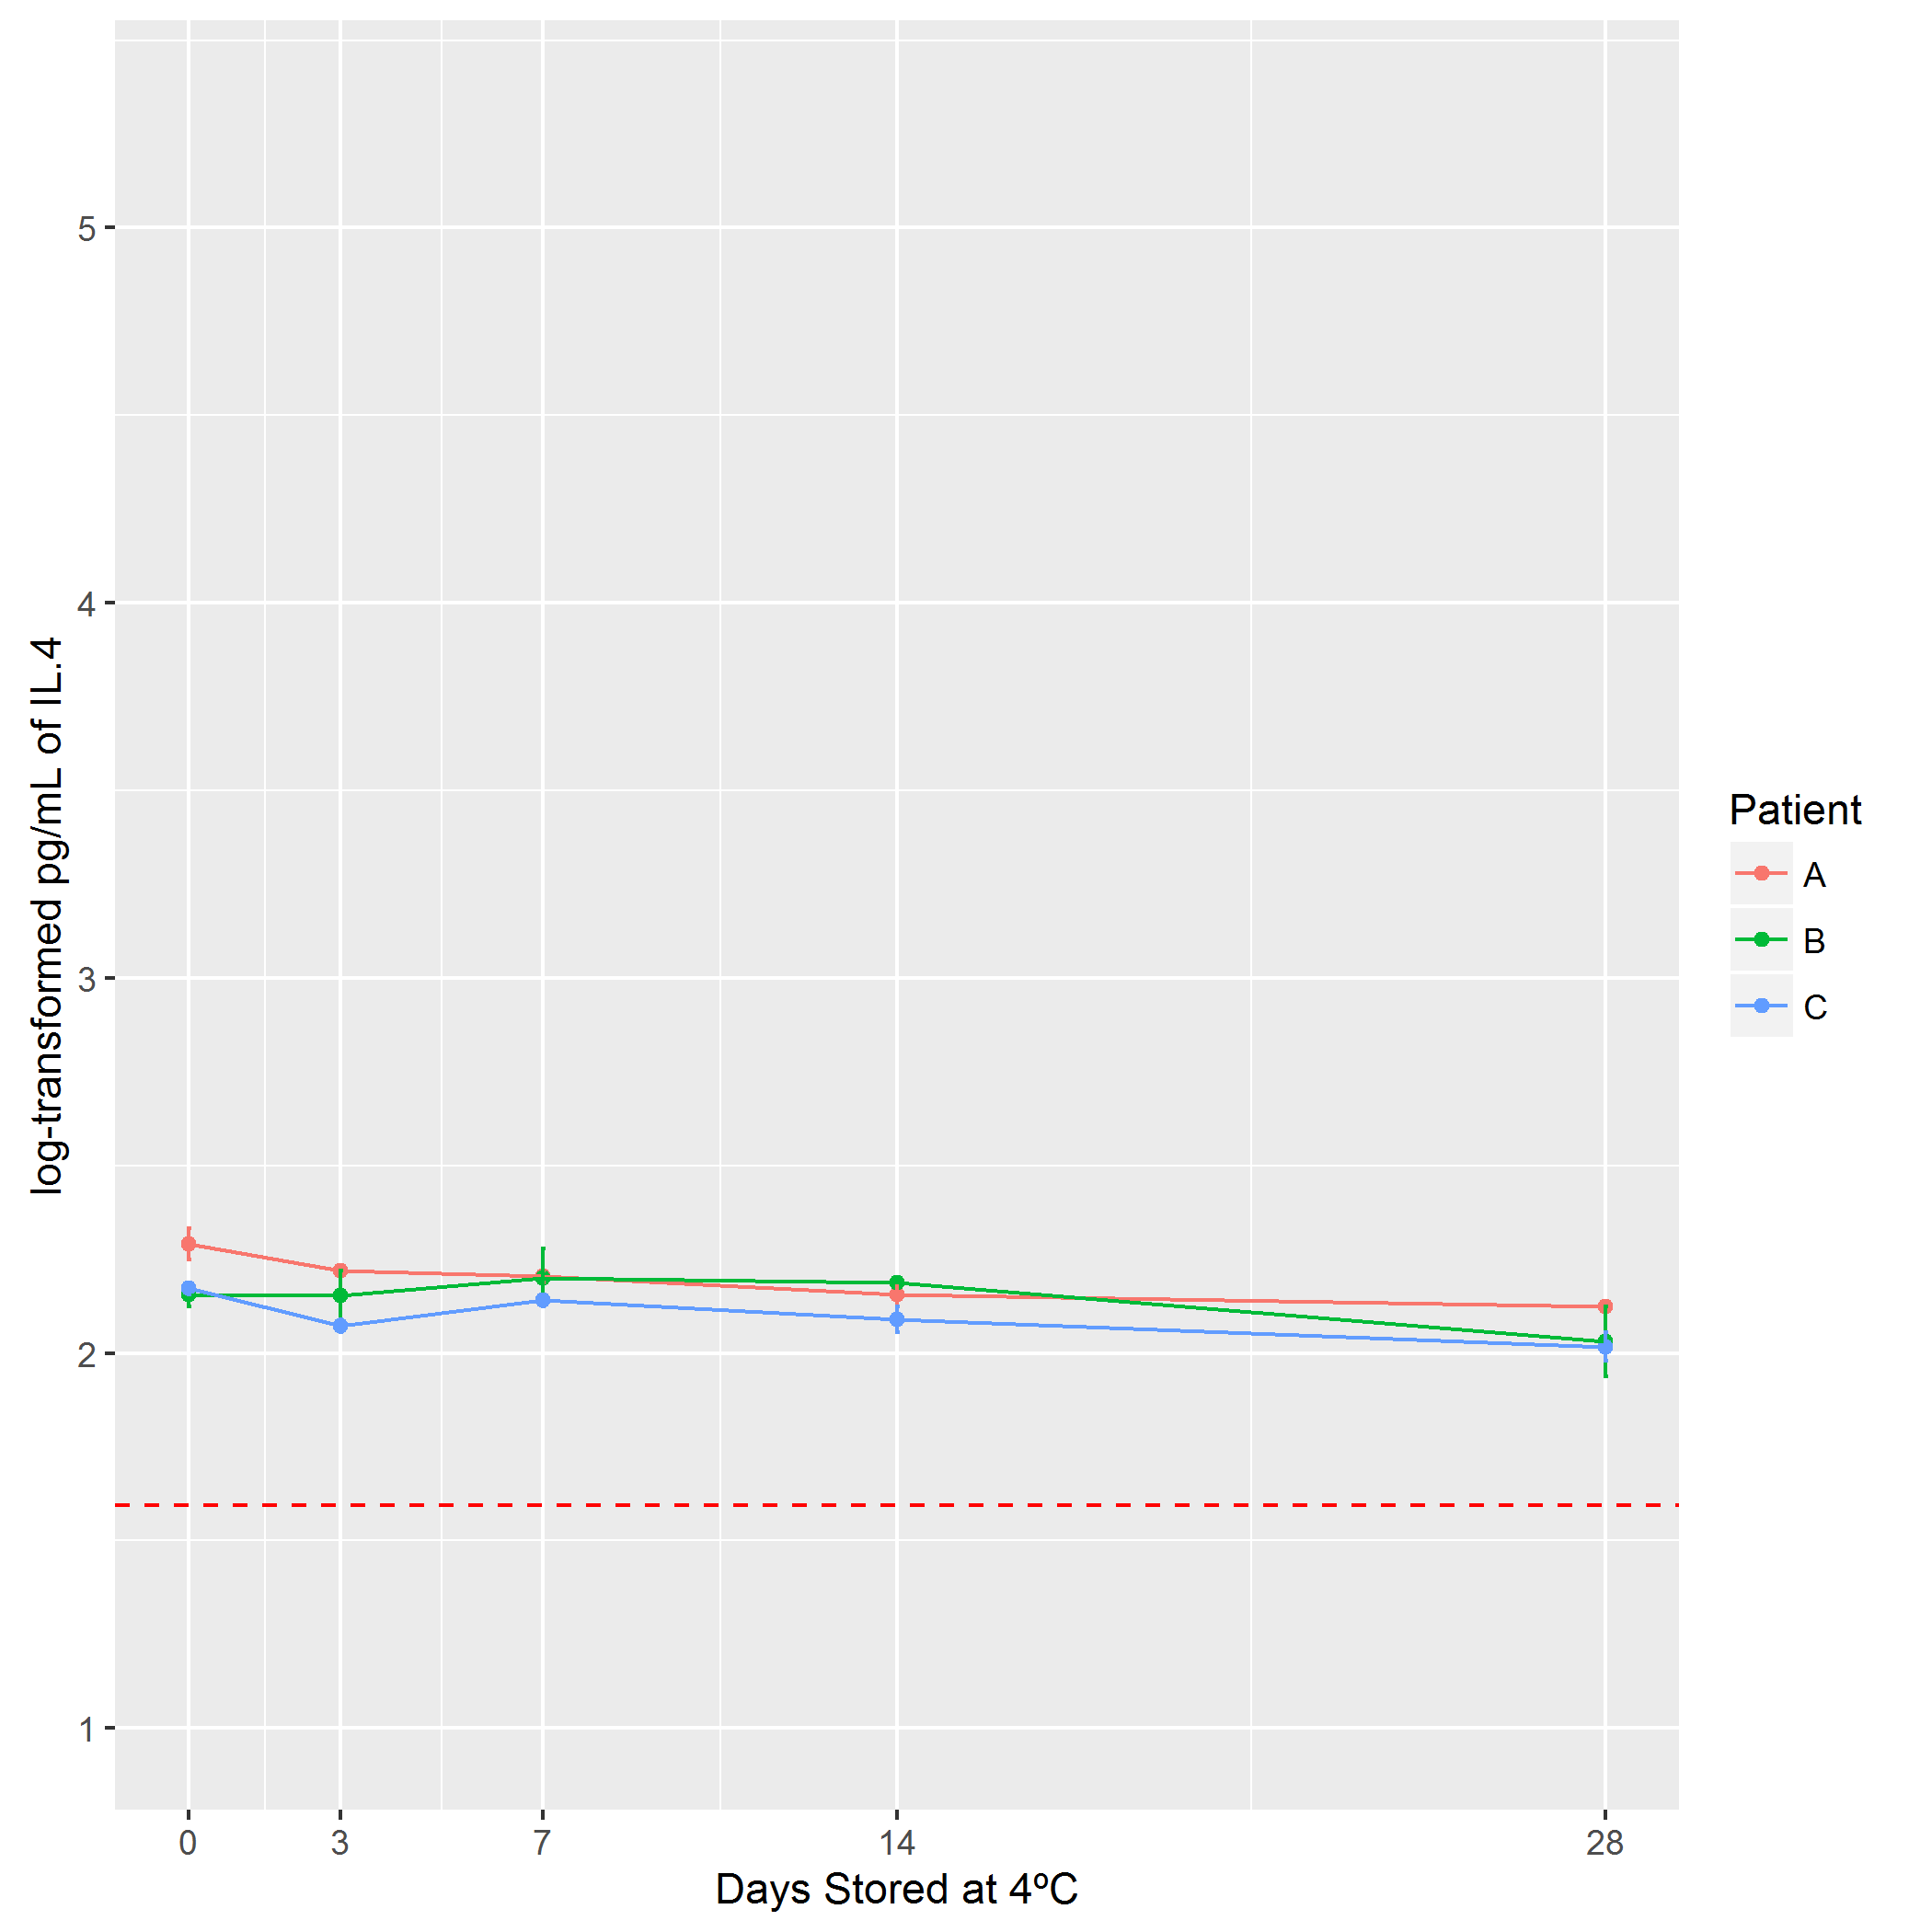 log-transformed pg/mL of IL.4
5
4
3
2
1
0 3 7 14 28
Days Stored at 4ºC
Patient
A
B
C